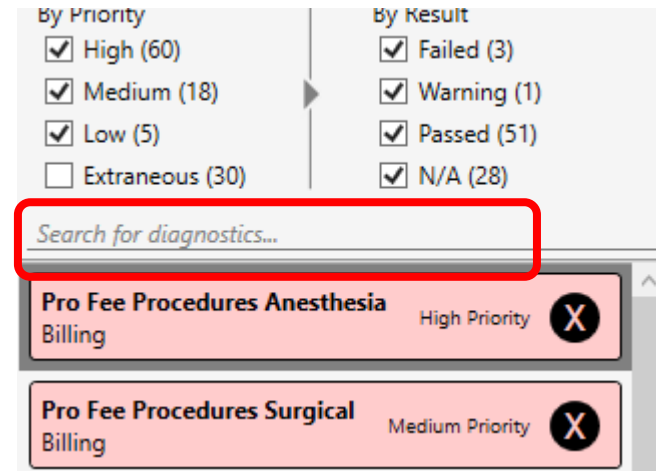 By Priority
High (60)
Medium (18)
Low (5)
Extraneous (30)
By Result
Failed (3)
Warning (1)
Passed (51)
N/A (28)
Search for diagnostics...
Pro Fee Procedures Anesthesia
Billing
High Priority
X
Pro Fee Procedures Surgical
Billing
Medium Priority
X